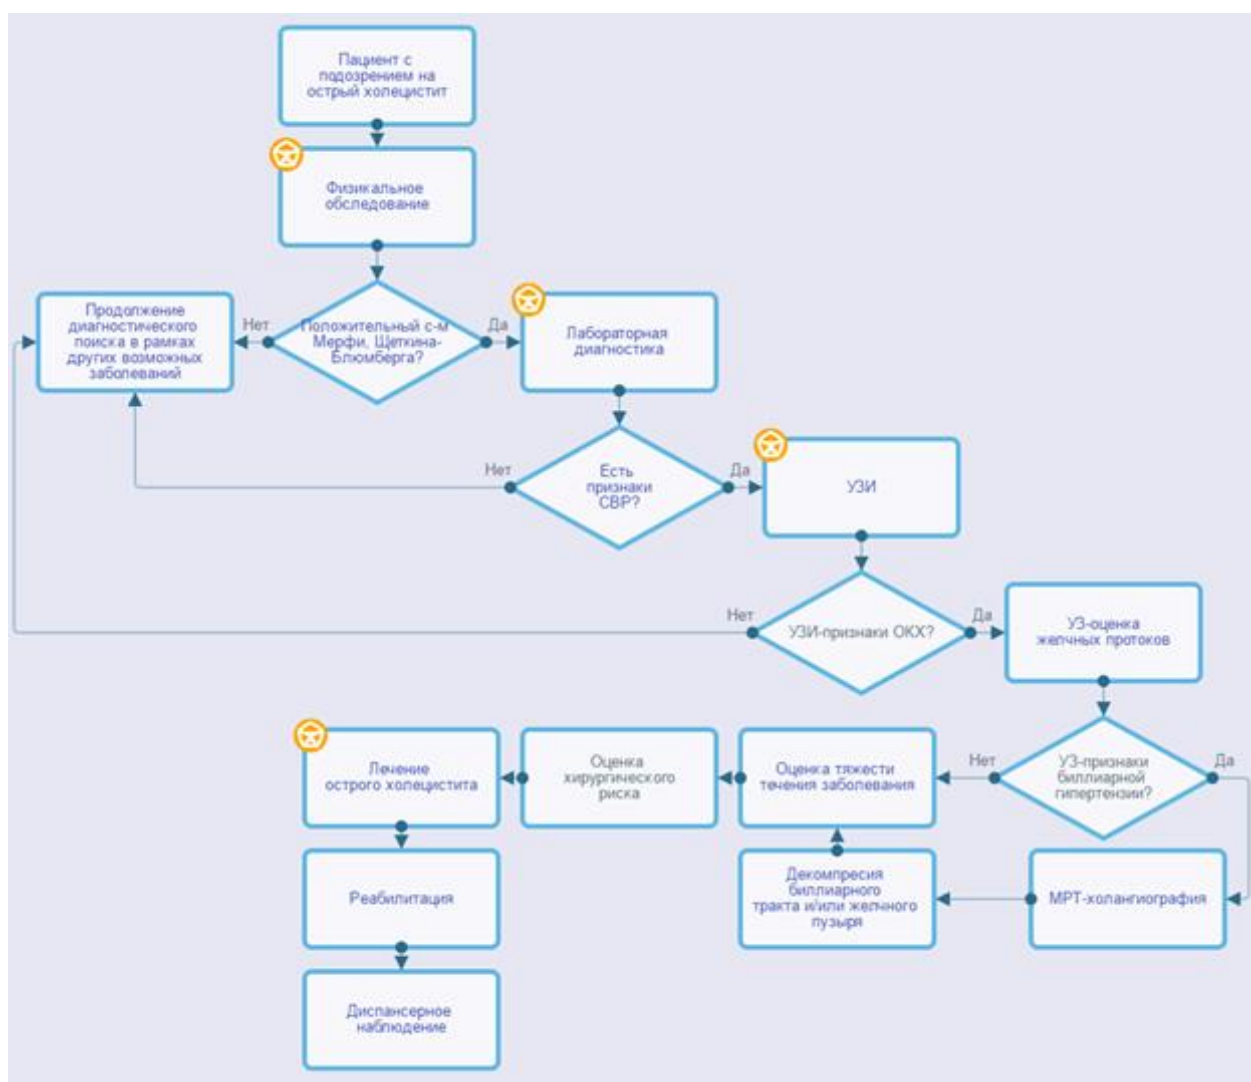 Пациент с
подозрением на
острый холецистит
Физикальное
обследование
Продолжение
диагностического
поиска в рамках
других возможных
заболеваний
Нет
Положительный с-м
Мерфи, Щеткина-
Блюмберга?
Да
Лабораторная
диагностика
Нет
Есть
признаки
СВР?
Да
УЗИ
Нет
УЗИ-признаки ОКХ?
Да
УЗ-оценка
желчных протоков
Лечение
острого холецистита
Оценка
хирургического
риска
Оценка тяжести
течения заболевания
Нет
УЗ-признаки
биллиарной
гипертензии?
Да
Реабилитация
Декомпресия
биллиарного
тракта и/или желчного
пузыря
МРТ-холангиография
Диспансерное
наблюдение